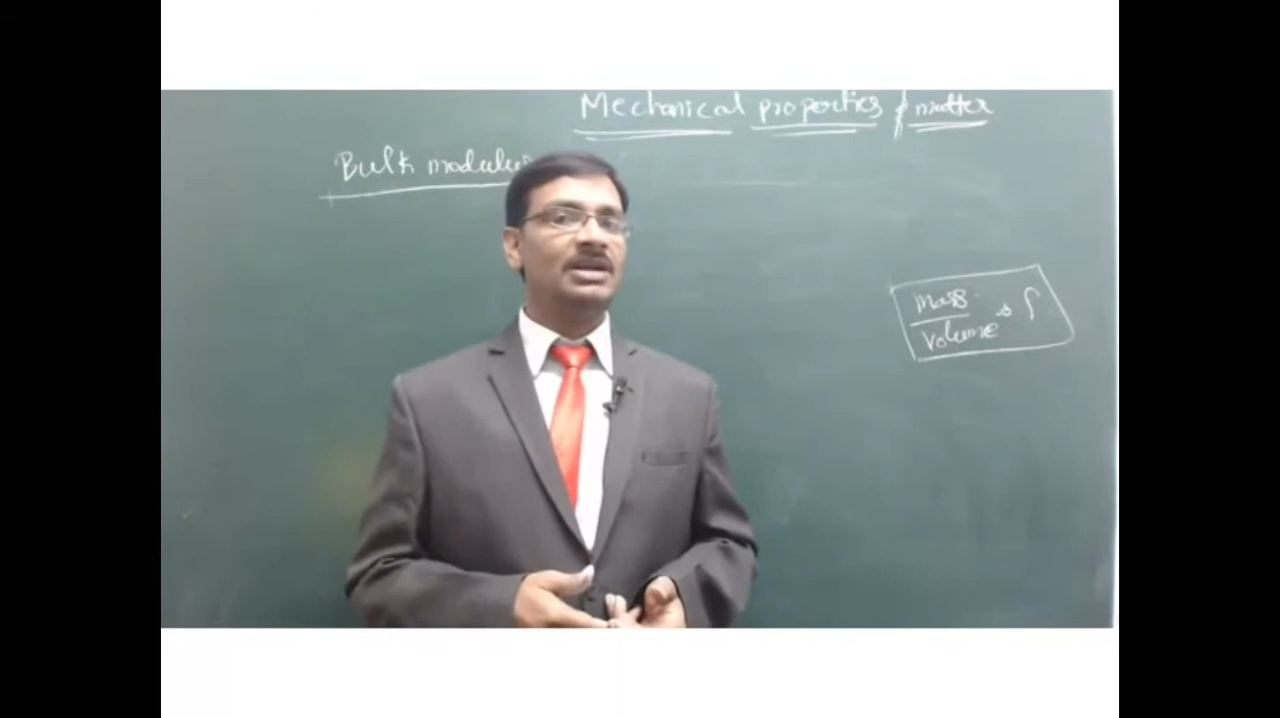 Mechanical properties of matter
Bulk modulus
mass
volume → ρ